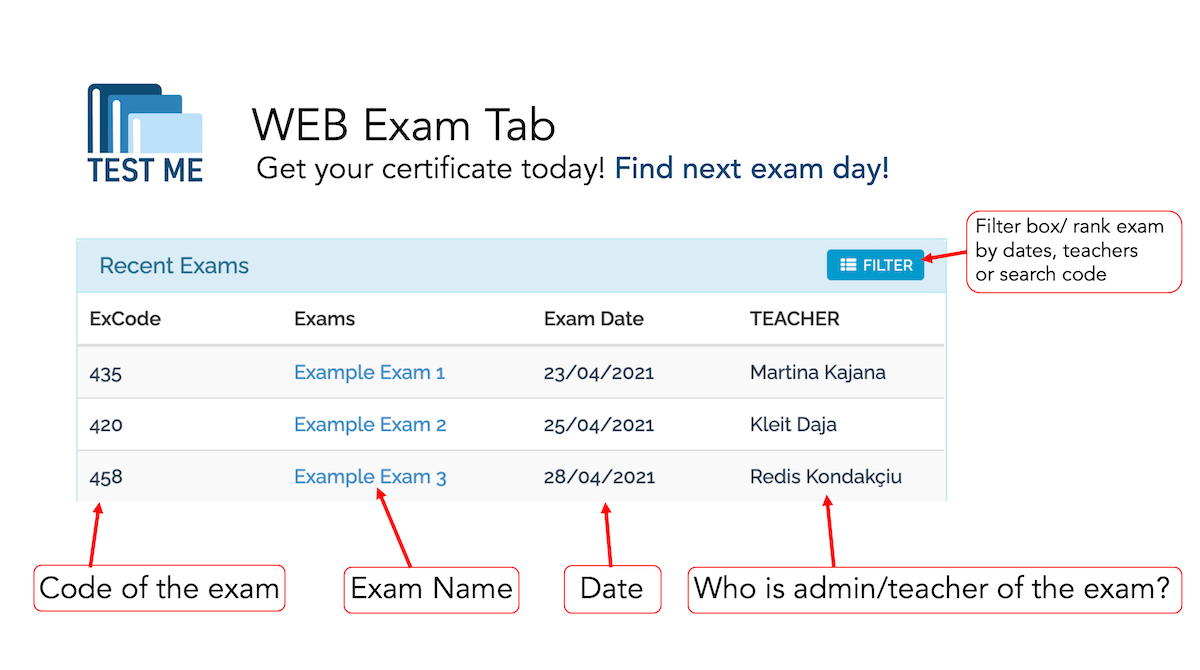 TEST ME
WEB Exam Tab
Get your certificate today! Find next exam day!
Recent Exams
FILTER
Filter box/ rank exam
by dates, teachers
or search code
ExCode Exams Exam Date TEACHER
435 Example Exam 1 23/04/2021 Martina Kajana
420 Example Exam 2 25/04/2021 Kleit Daja
458 Example Exam 3 28/04/2021 Redis Kondakçiu
Code of the exam
Exam Name
Date
Who is admin/teacher of the exam?